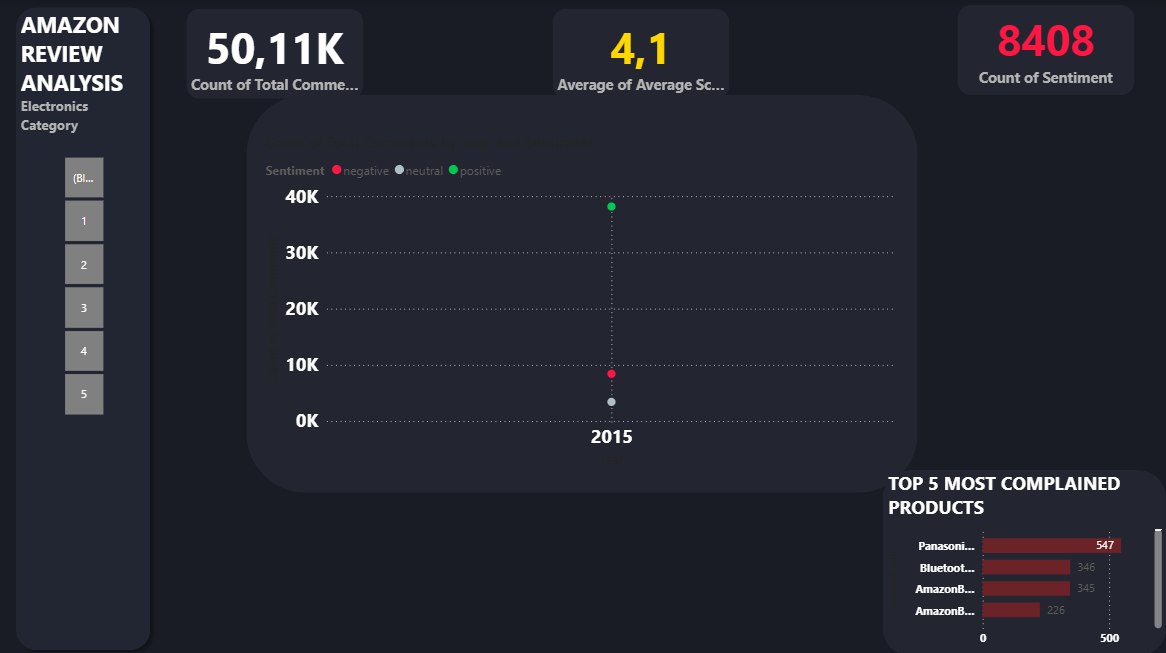 AMAZON
REVIEW
ANALYSIS
Electronics
Category
(Bl...
1
2
3
4
5
50,11K
Count of Total Comme...
4,1
Average of Average Sc...
8408
Count of Sentiment
Sentiment negative neutral positive
40K
30K
20K
10K
0K
2015
TOP 5 MOST COMPLAINED
PRODUCTS
Panasoni... 547
Bluetoot... 346
AmazonB... 345
AmazonB... 226
0 500